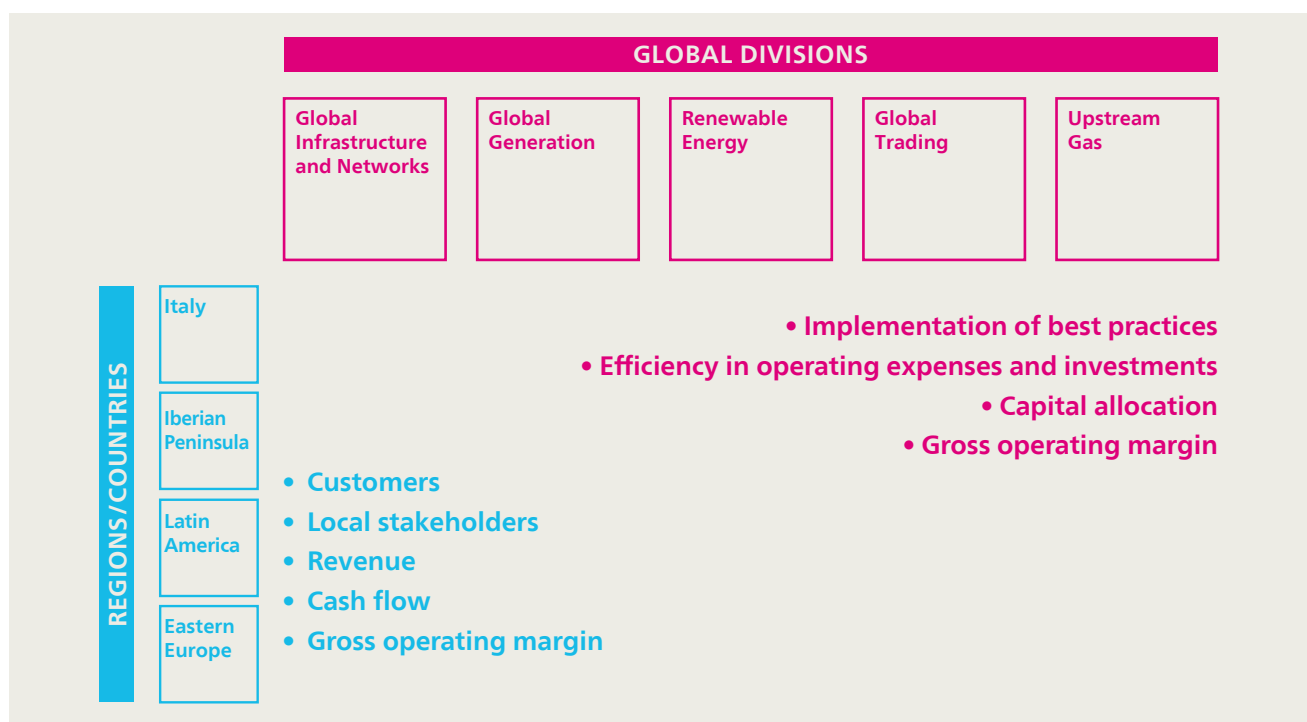 GLOBAL DIVISIONS
Global
Infrastructure
and Networks
Global
Generation
Renewable
Energy
Global
Trading
Upstream
Gas
REGIONS/COUNTRIES
Italy
Iberian
Peninsula
Latin
America
Eastern
Europe
• Implementation of best practices
• Efficiency in operating expenses and investments
• Capital allocation
• Gross operating margin
• Customers
• Local stakeholders
• Revenue
• Cash flow
• Gross operating margin